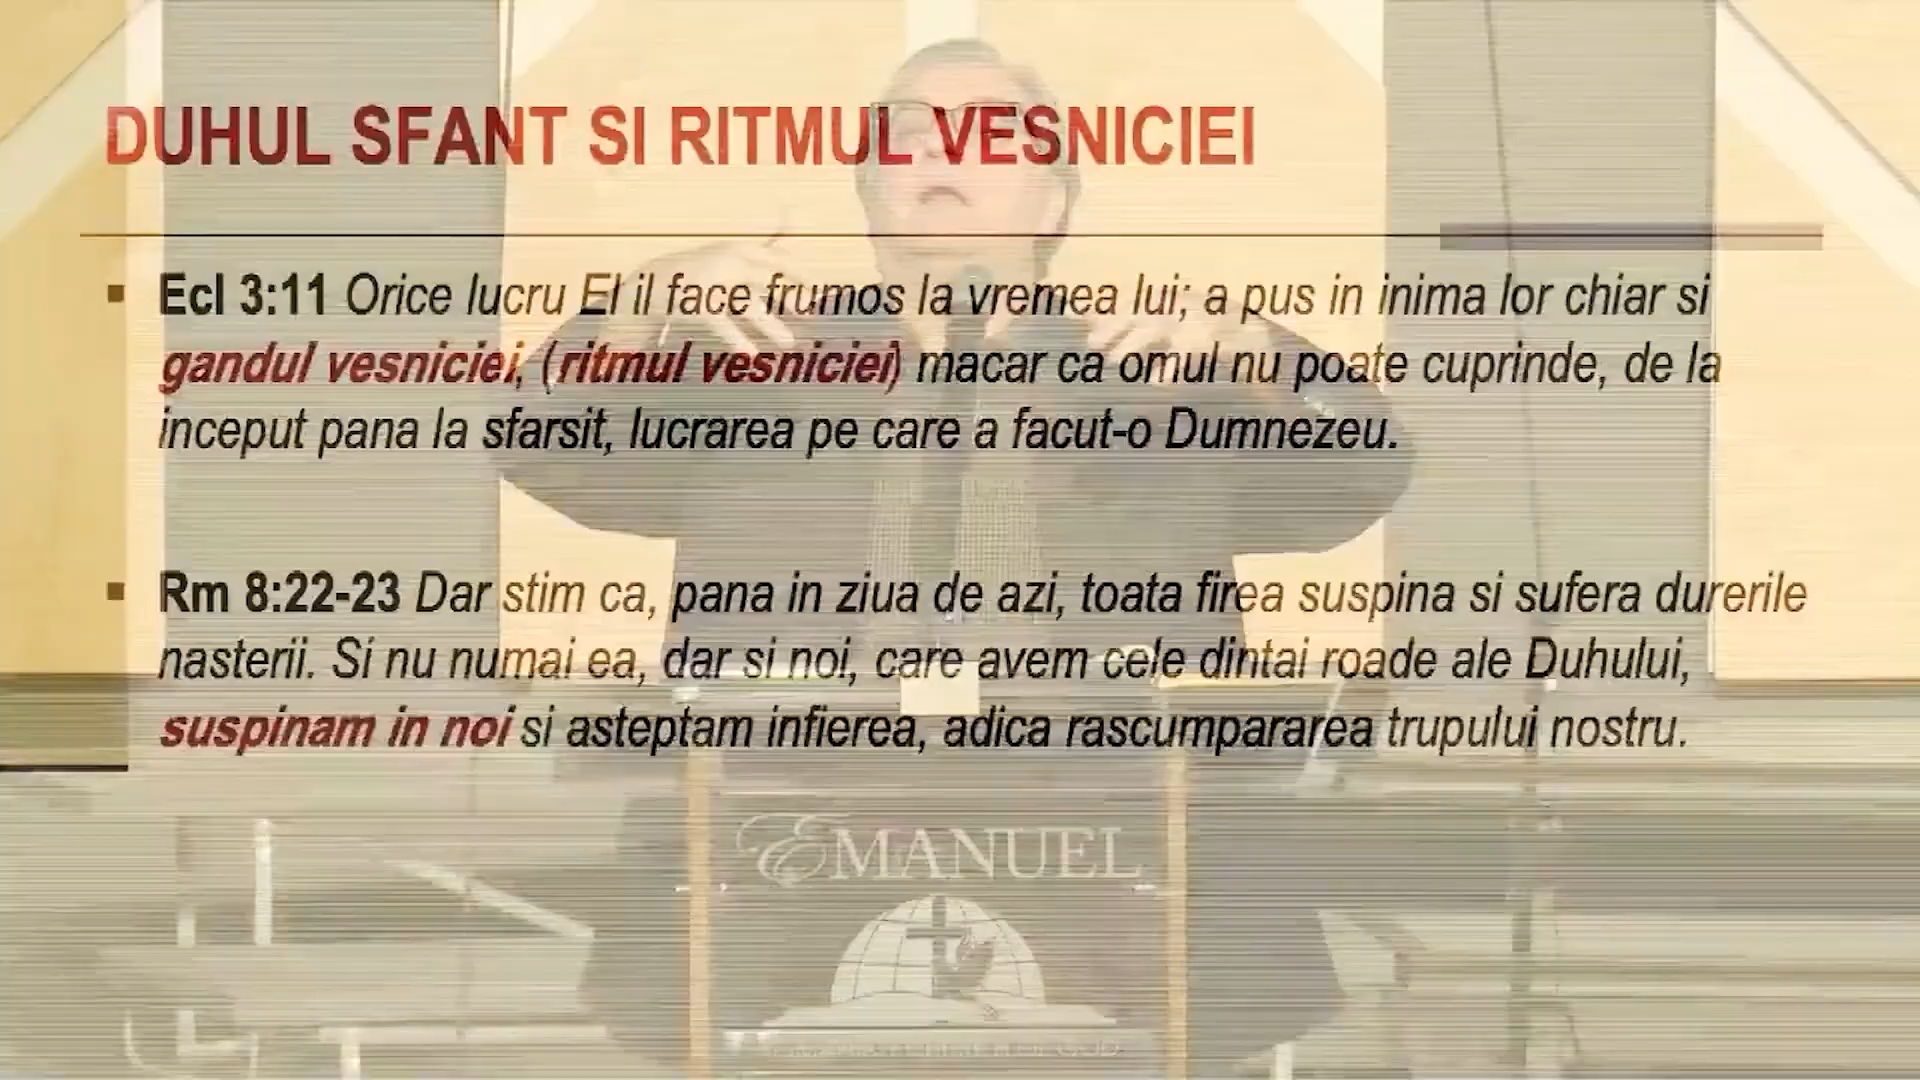 DUHUL SFANT SI RITMUL VESNICIEI
Ecl 3:11 Orice lucru El il face frumos la vremea lui; a pus in inima lor chiar si
gandul vesniciei, (ritmul vesniciei) macar ca omul nu poate cuprinde, de la
inceput pana la sfarsit, lucrarea pe care a facut-o Dumnezeu.
Rm 8:22-23 Dar stim ca, pana in ziua de azi, toata firea suspina si sufera durerile
nasterii. Si nu numai ea, dar si noi, care avem cele dintai roade ale Duhului,
suspinam in noi si asteptam infierea, adica rascumpararea trupului nostru.
EMANUEL